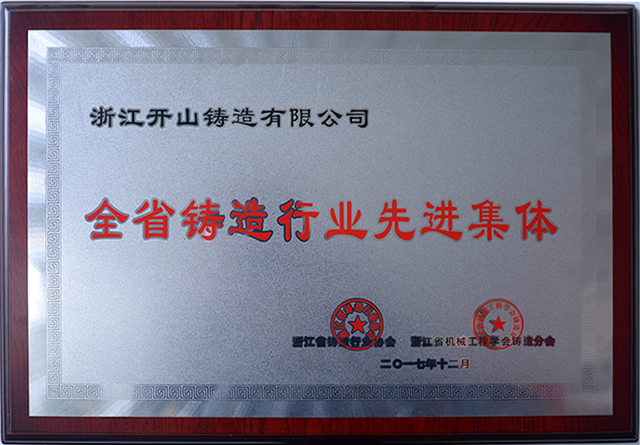 浙江开山铸造有限公司
全省铸造行业先进集体
浙江省铸造行业协会 浙江省机械工程学会铸造分会
二〇一七年十二月